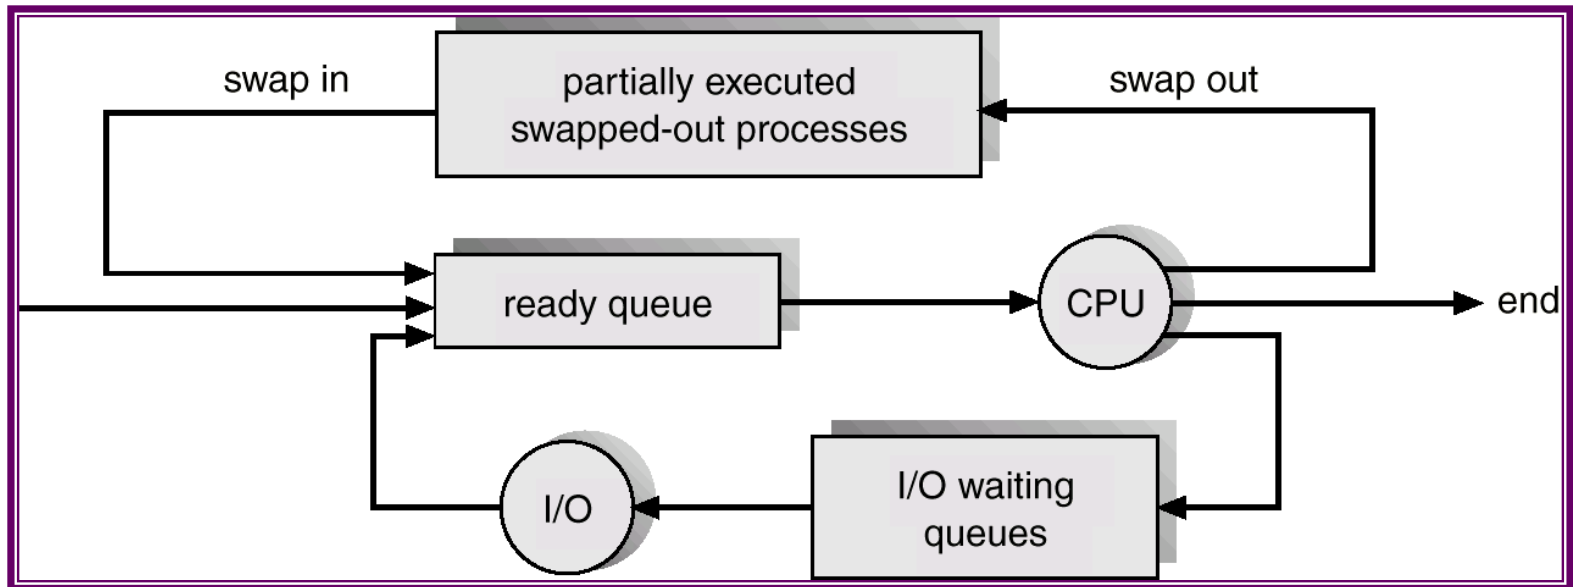 swap in
partially executed
swapped-out processes
swap out
ready queue
CPU
end
I/O
I/O waiting
queues